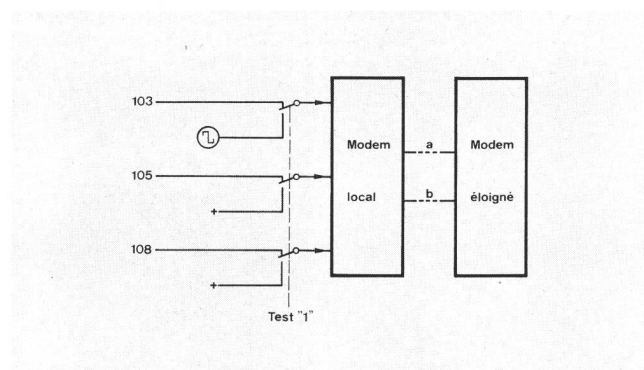 103
105
+
108
+
Modem
local
a
b
Modem
éloigné
Test "1"